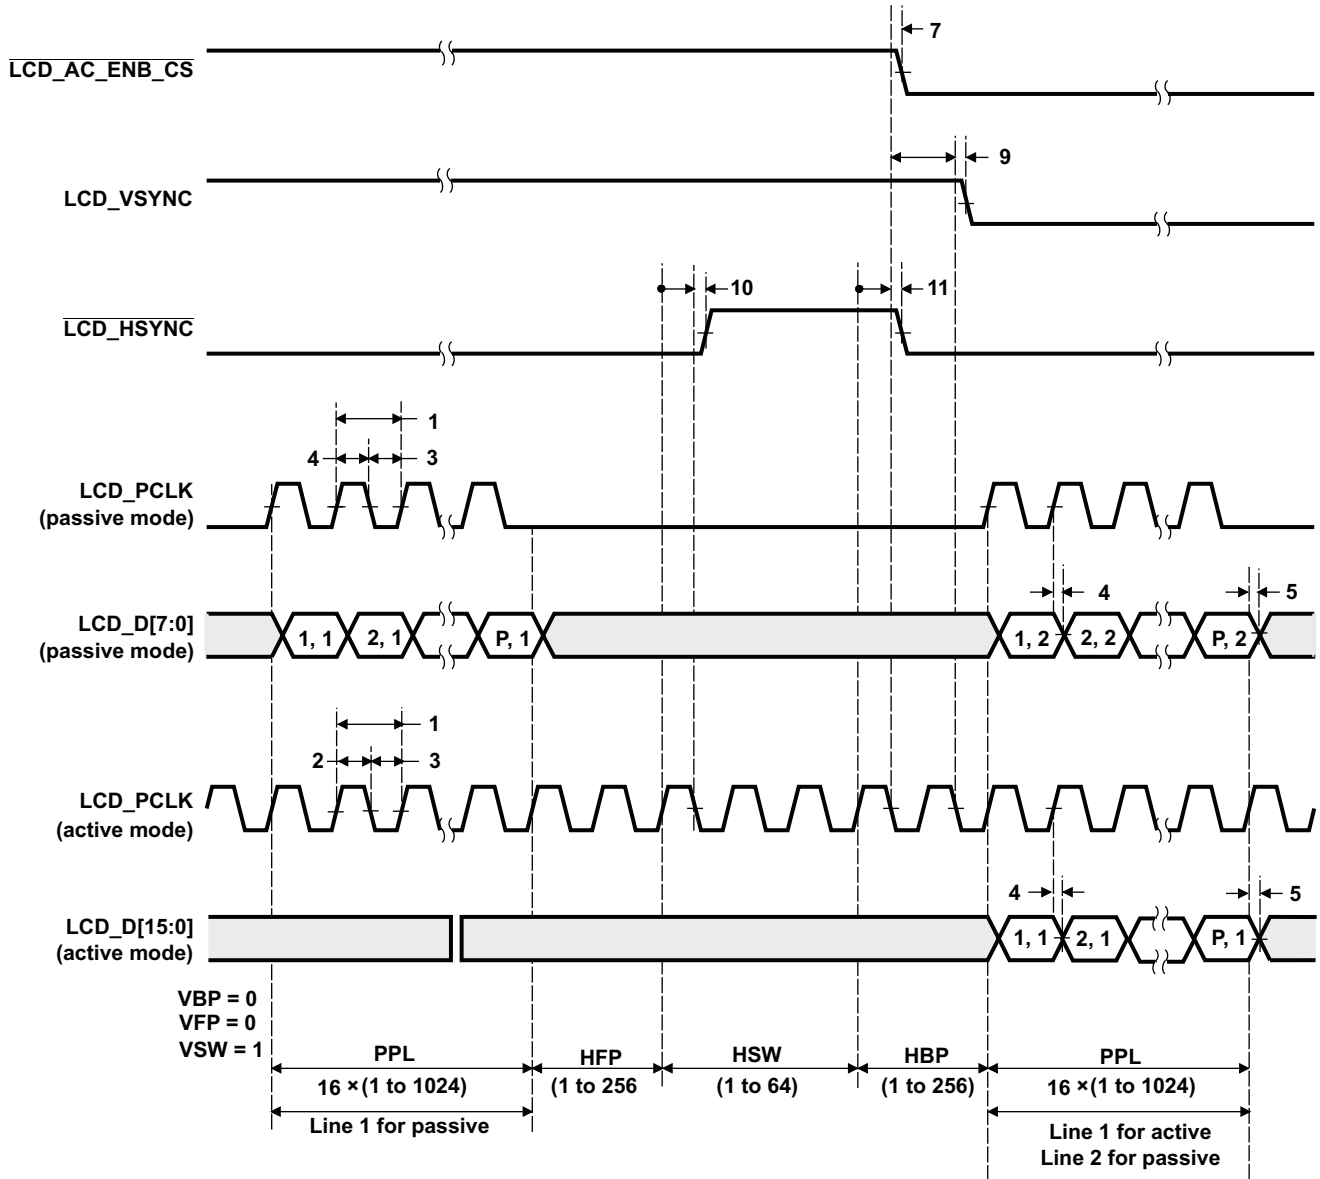 7
LCD_AC_ENB_CS
9
LCD_VSYNC
10
11
LCD_HSYNC
1
4
3
LCD_PCLK
(passive mode)
4
5
LCD_D[7:0]
(passive mode)
1, 1
2, 1
P, 1
1, 2
2, 2
P, 2
1
2
3
LCD_PCLK
(active mode)
4
5
LCD_D[15:0]
(active mode)
1, 1
2, 1
P, 1
VBP = 0
VFP = 0
VSW = 1
PPL
16 × (1 to 1024)
HFP
(1 to 256
HSW
(1 to 64)
HBP
(1 to 256)
PPL
16 × (1 to 1024)
Line 1 for passive
Line 1 for active
Line 2 for passive